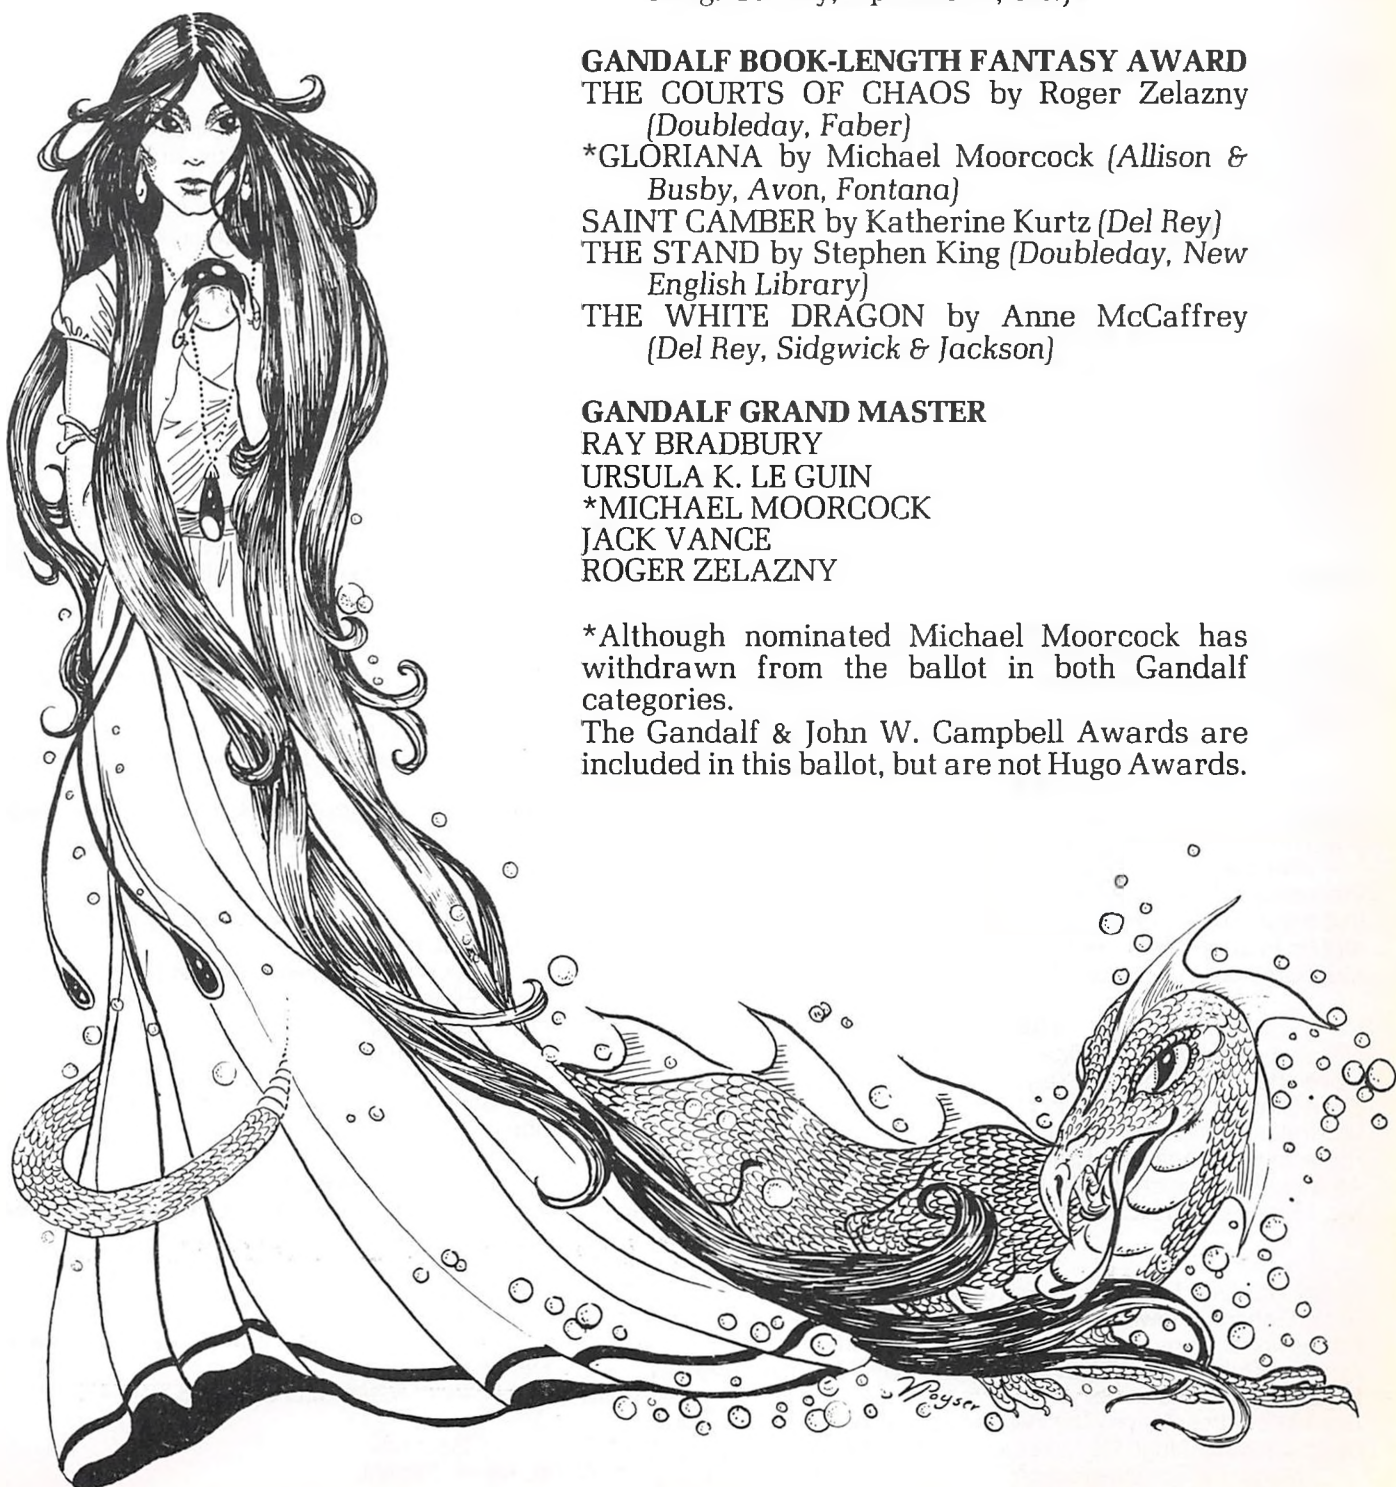 GANDALF BOOK-LENGTH FANTASY AWARD
THE COURTS OF CHAOS by Roger Zelazny
(Doubleday, Faber)
*GLORIANA by Michael Moorcock (Allison &
Busby, Avon, Fontana)
SAINT CAMBER by Katherine Kurtz (Del Rey)
THE STAND by Stephen King (Doubleday, New
English Library)
THE WHITE DRAGON by Anne McCaffrey
(Del Rey, Sidgwick & Jackson)
GANDALF GRAND MASTER
RAY BRADBURY
URSULA K. LE GUIN
*MICHAEL MOORCOCK
JACK VANCE
ROGER ZELAZNY
*Although nominated Michael Moorcock has
withdrawn from the ballot in both Gandalf
categories.
The Gandalf & John W. Campbell Awards are
included in this ballot, but are not Hugo Awards.
VPoyser